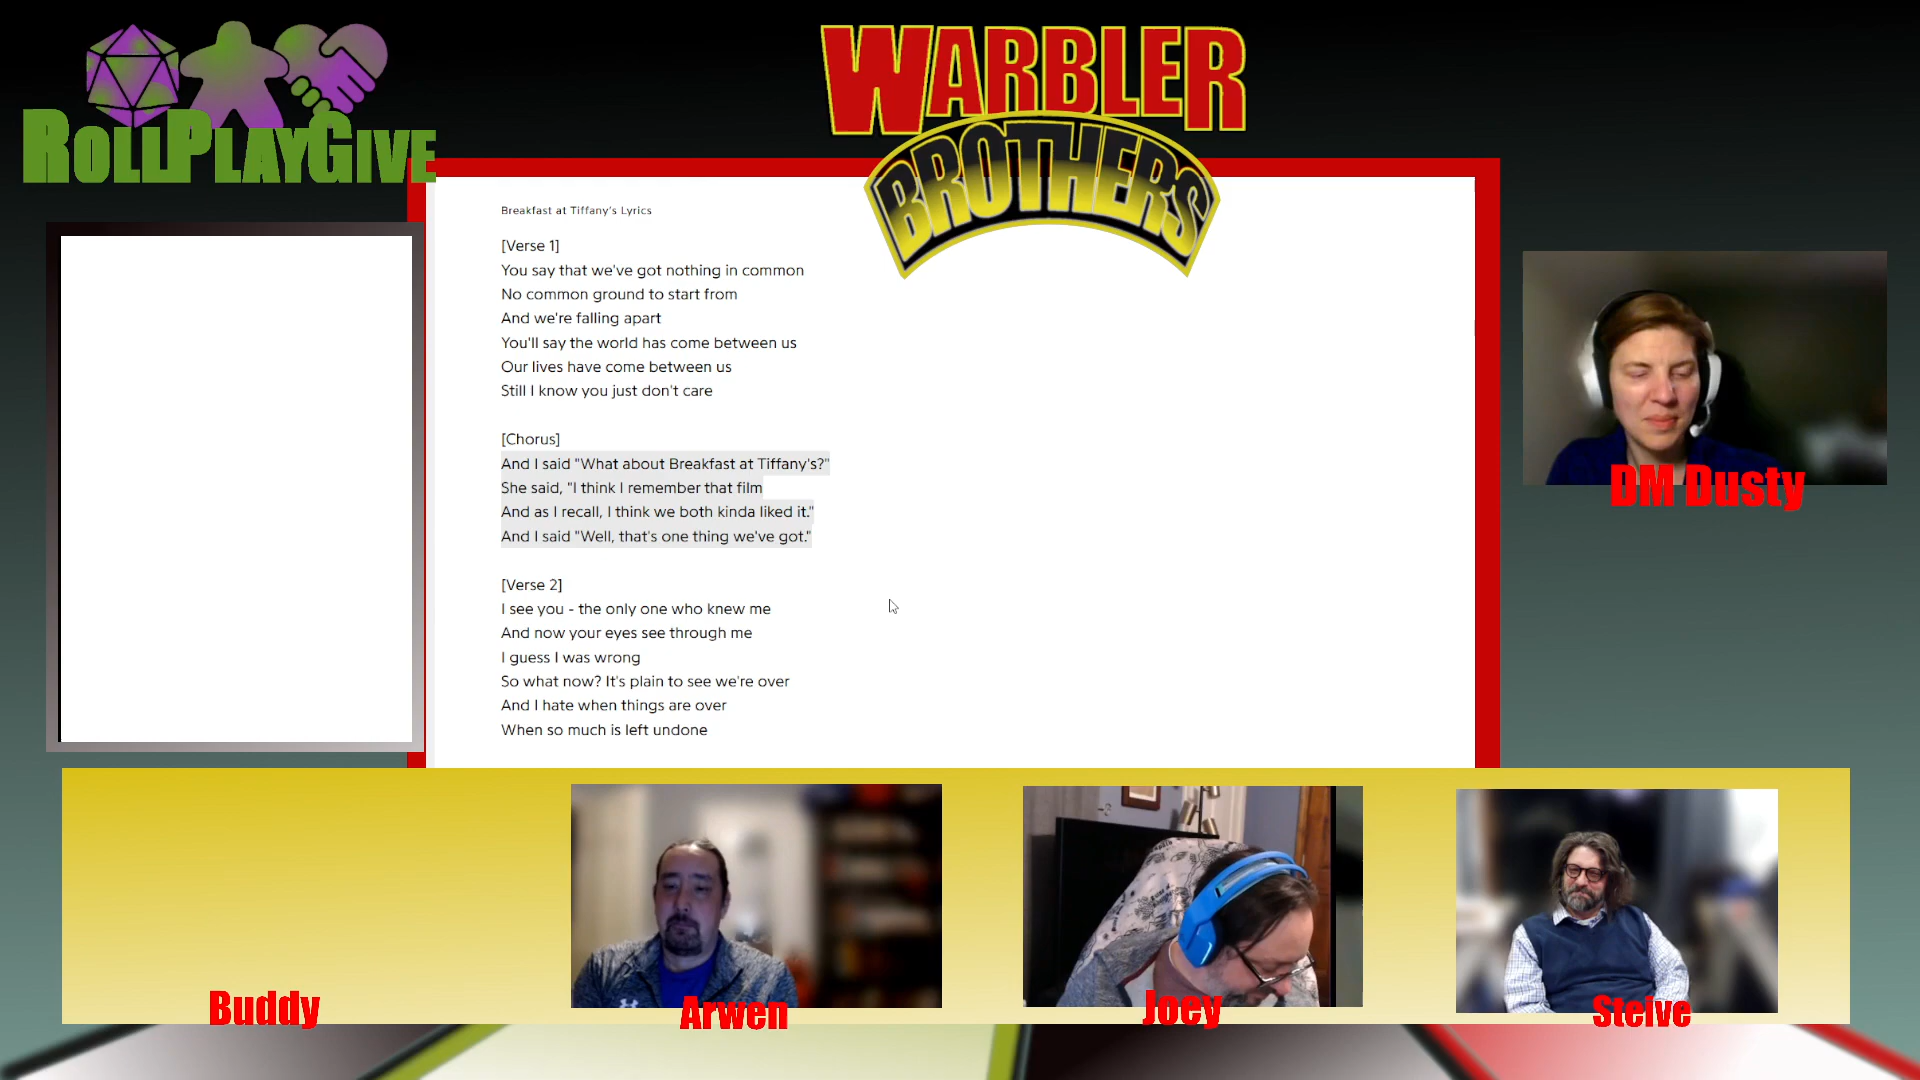 ROLLPLAYGIVE
WARBLER
BROTHERS
Breakfast at Tiffany's Lyrics
[Verse 1]
You say that we've got nothing in common
No common ground to start from
And we're falling apart
You'll say the world has come between us
Our lives have come between us
Still I know you just don't care
[Chorus]
And I said "What about Breakfast at Tiffany's?"
She said, "I think I remember that film
And as I recall, I think we both kinda liked it."
And I said "Well, that's one thing we've got."
[Verse 2]
I see you - the only one who knew me
And now your eyes see through me
I guess I was wrong
So what now? It's plain to see we're over
And I hate when things are over
When so much is left undone
DM Dusty
Buddy
Arwen
Joey
Steive